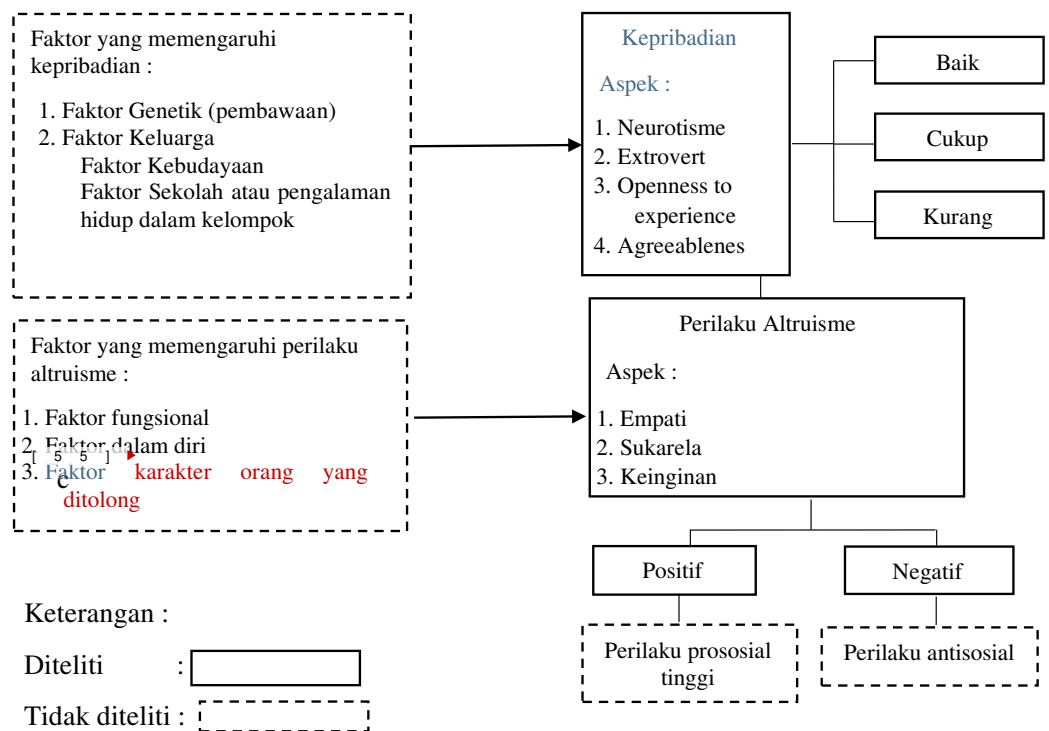 Faktor yang memengaruhi
kepribadian :
1. Faktor Genetik (pembawaan)
2. Faktor Keluarga
Faktor Kebudayaan
Faktor Sekolah atau pengalaman
hidup dalam kelompok
Kepribadian
Aspek :
1. Neurotisme
2. Extrovert
3. Openness to
experience
4. Agreeablenes
Baik
Cukup
Kurang
Faktor yang memengaruhi perilaku
altruisme :
1. Faktor fungsional
2. Faktor dalam diri
[ 5 5 ]
3. Faktor karakter orang yang
c
ditolong
Perilaku Altruisme
Aspek :
1. Empati
2. Sukarela
3. Keinginan
Positif
Negatif
Perilaku prososial
tinggi
Perilaku antisosial
Keterangan :
Diteliti :
Tidak diteliti :